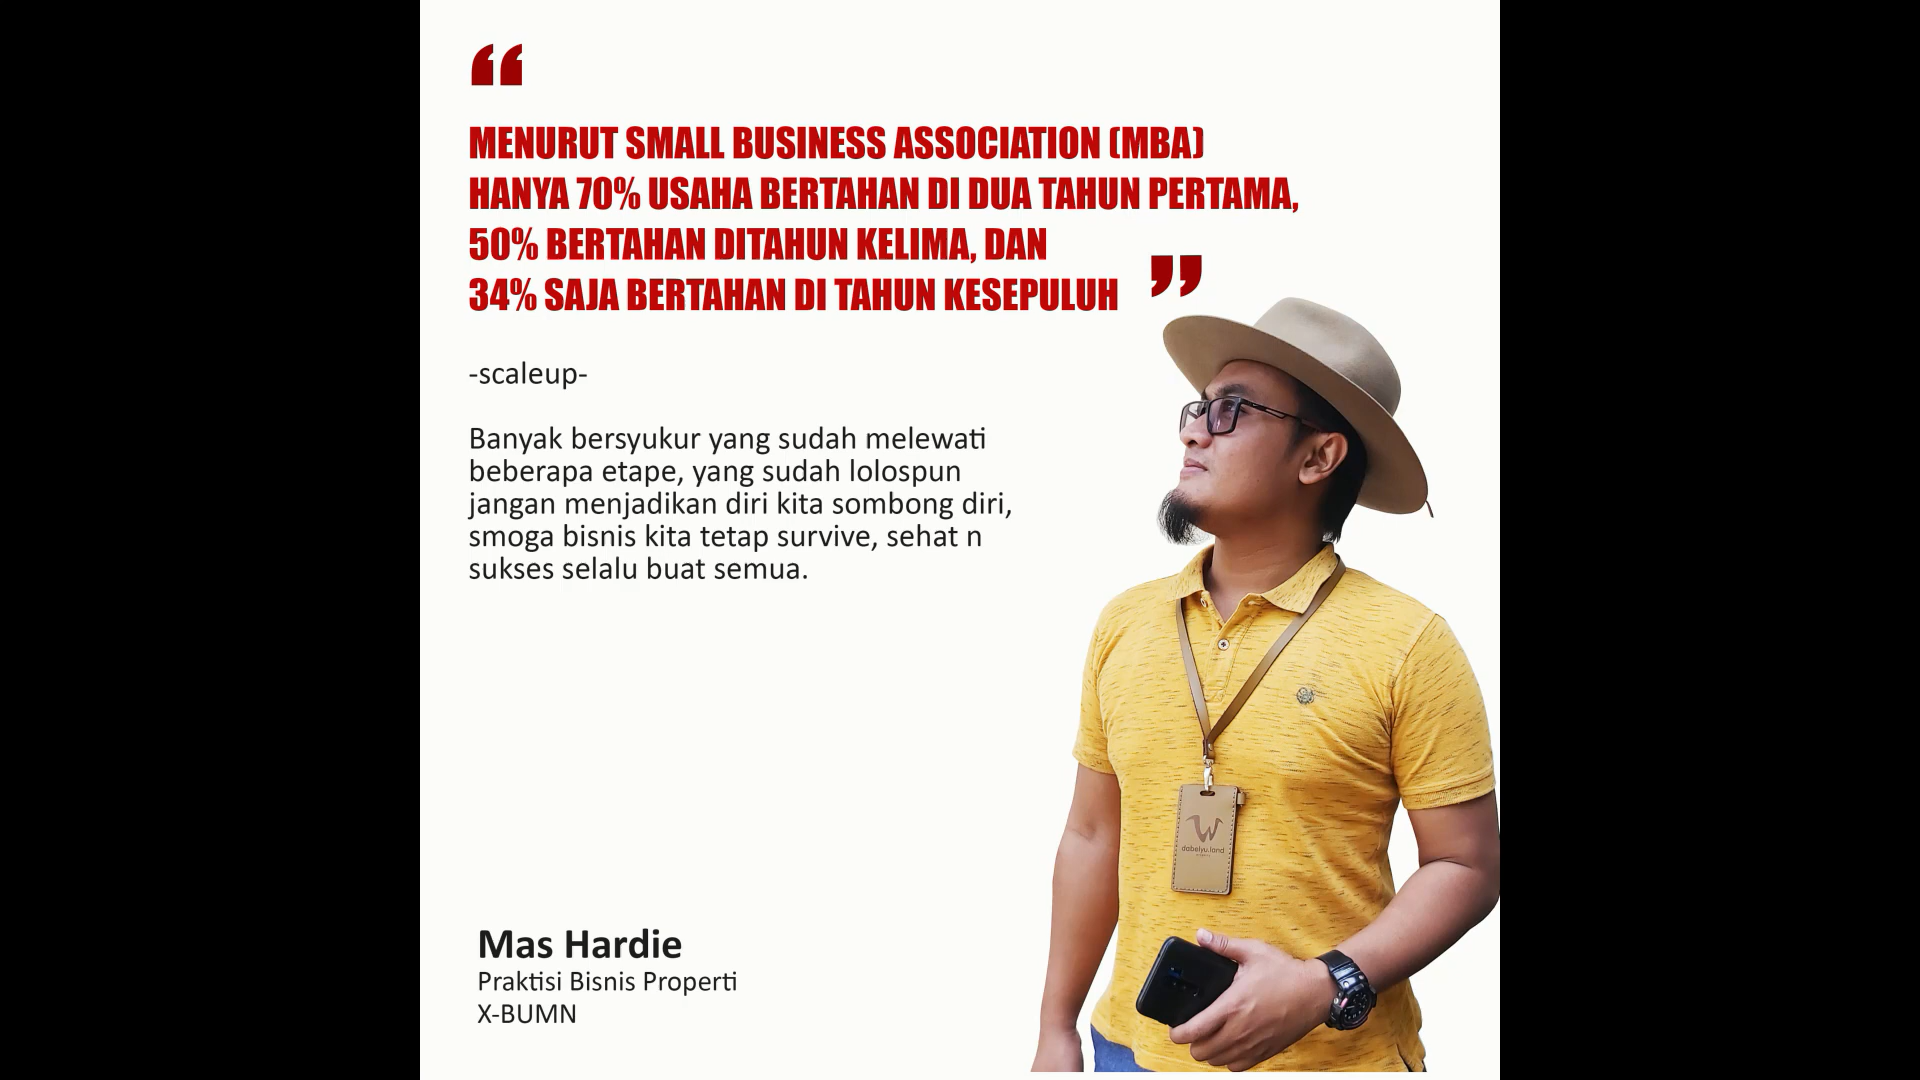 “
MENURUT SMALL BUSINESS ASSOCIATION (MBA)
HANYA 70% USAHA BERTAHAN DI DUA TAHUN PERTAMA,
50% BERTAHAN DITAHUN KELIMA, DAN
34% SAJA BERTAHAN DI TAHUN KESEPULUH ”
-scaleup-
Banyak bersyukur yang sudah melewati
beberapa etape, yang sudah lolospun
jangan menjadikan diri kita sombong diri,
smoga bisnis kita tetap survive, sehat n
sukses selalu buat semua.
W
dabelyu.land
Mas Hardie
Praktisi Bisnis Properti
X-BUMN